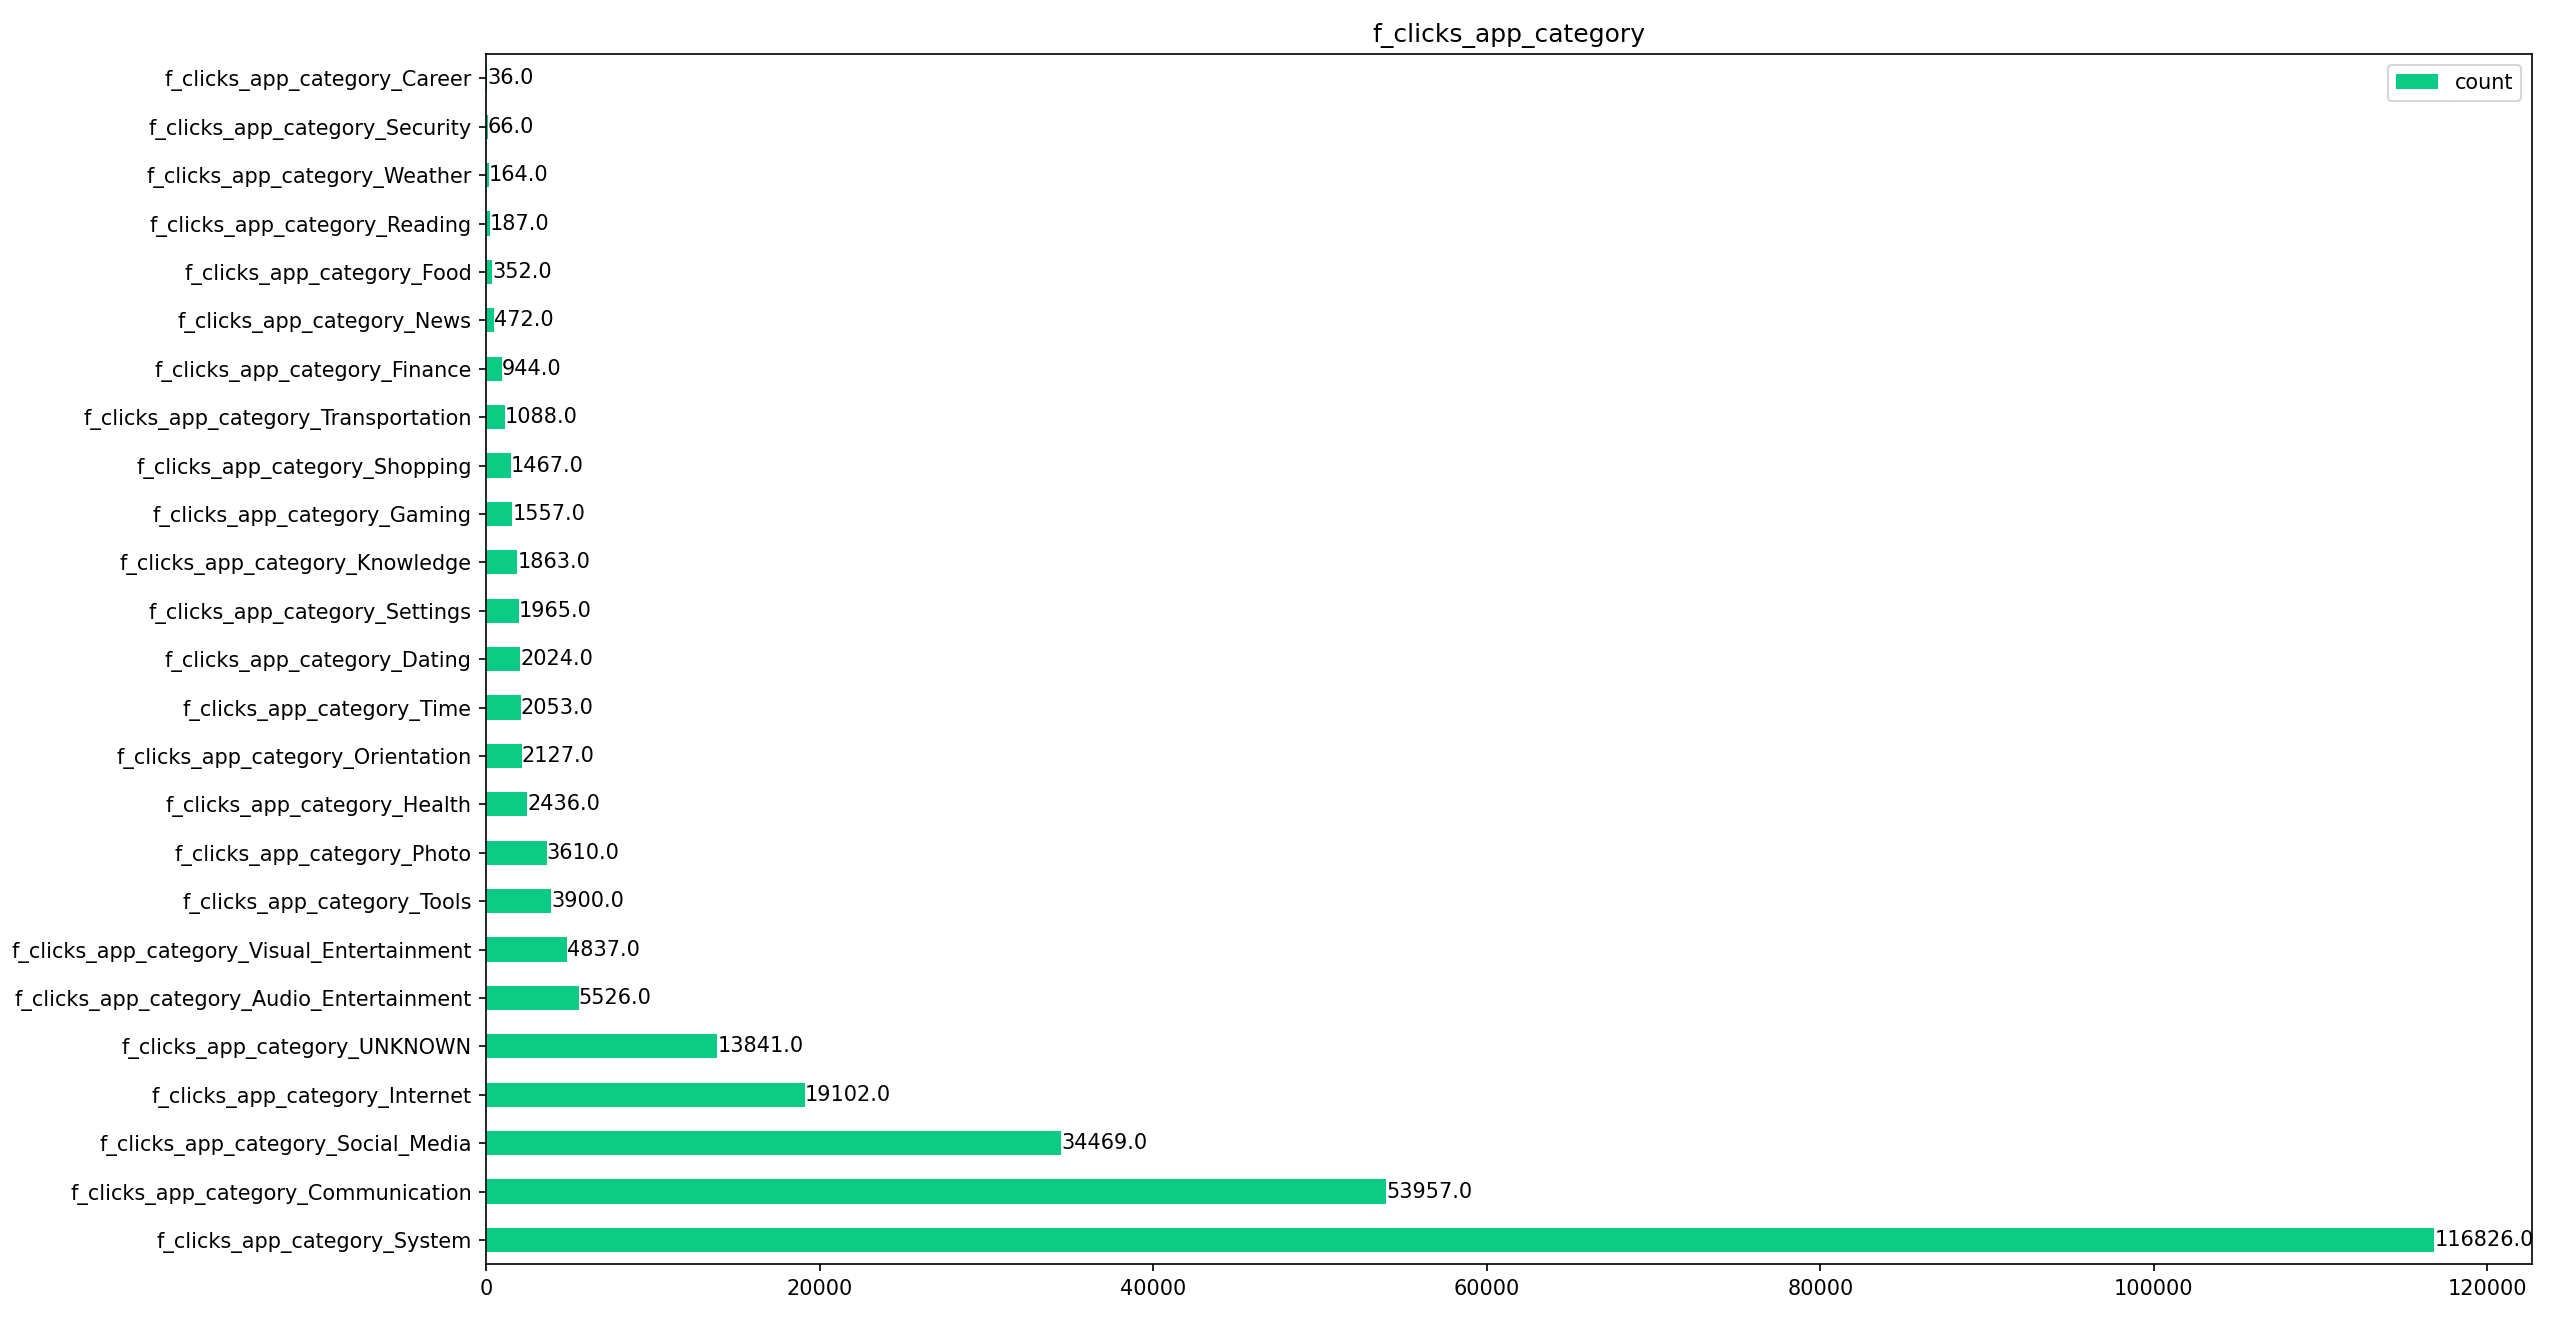 f_clicks_app_category
count
f_clicks_app_category_Career 36.0
f_clicks_app_category_Security 66.0
f_clicks_app_category_Weather 164.0
f_clicks_app_category_Reading 187.0
f_clicks_app_category_Food 352.0
f_clicks_app_category_News 472.0
f_clicks_app_category_Finance 944.0
f_clicks_app_category_Transportation 1088.0
f_clicks_app_category_Shopping 1467.0
f_clicks_app_category_Gaming 1557.0
f_clicks_app_category_Knowledge 1863.0
f_clicks_app_category_Settings 1965.0
f_clicks_app_category_Dating 2024.0
f_clicks_app_category_Time 2053.0
f_clicks_app_category_Orientation 2127.0
f_clicks_app_category_Health 2436.0
f_clicks_app_category_Photo 3610.0
f_clicks_app_category_Tools 3900.0
f_clicks_app_category_Visual_Entertainment 4837.0
f_clicks_app_category_Audio_Entertainment 5526.0
f_clicks_app_category_UNKNOWN 13841.0
f_clicks_app_category_Internet 19102.0
f_clicks_app_category_Social_Media 34469.0
f_clicks_app_category_Communication 53957.0
f_clicks_app_category_System 116826.0
0 20000 40000 60000 80000 100000 120000